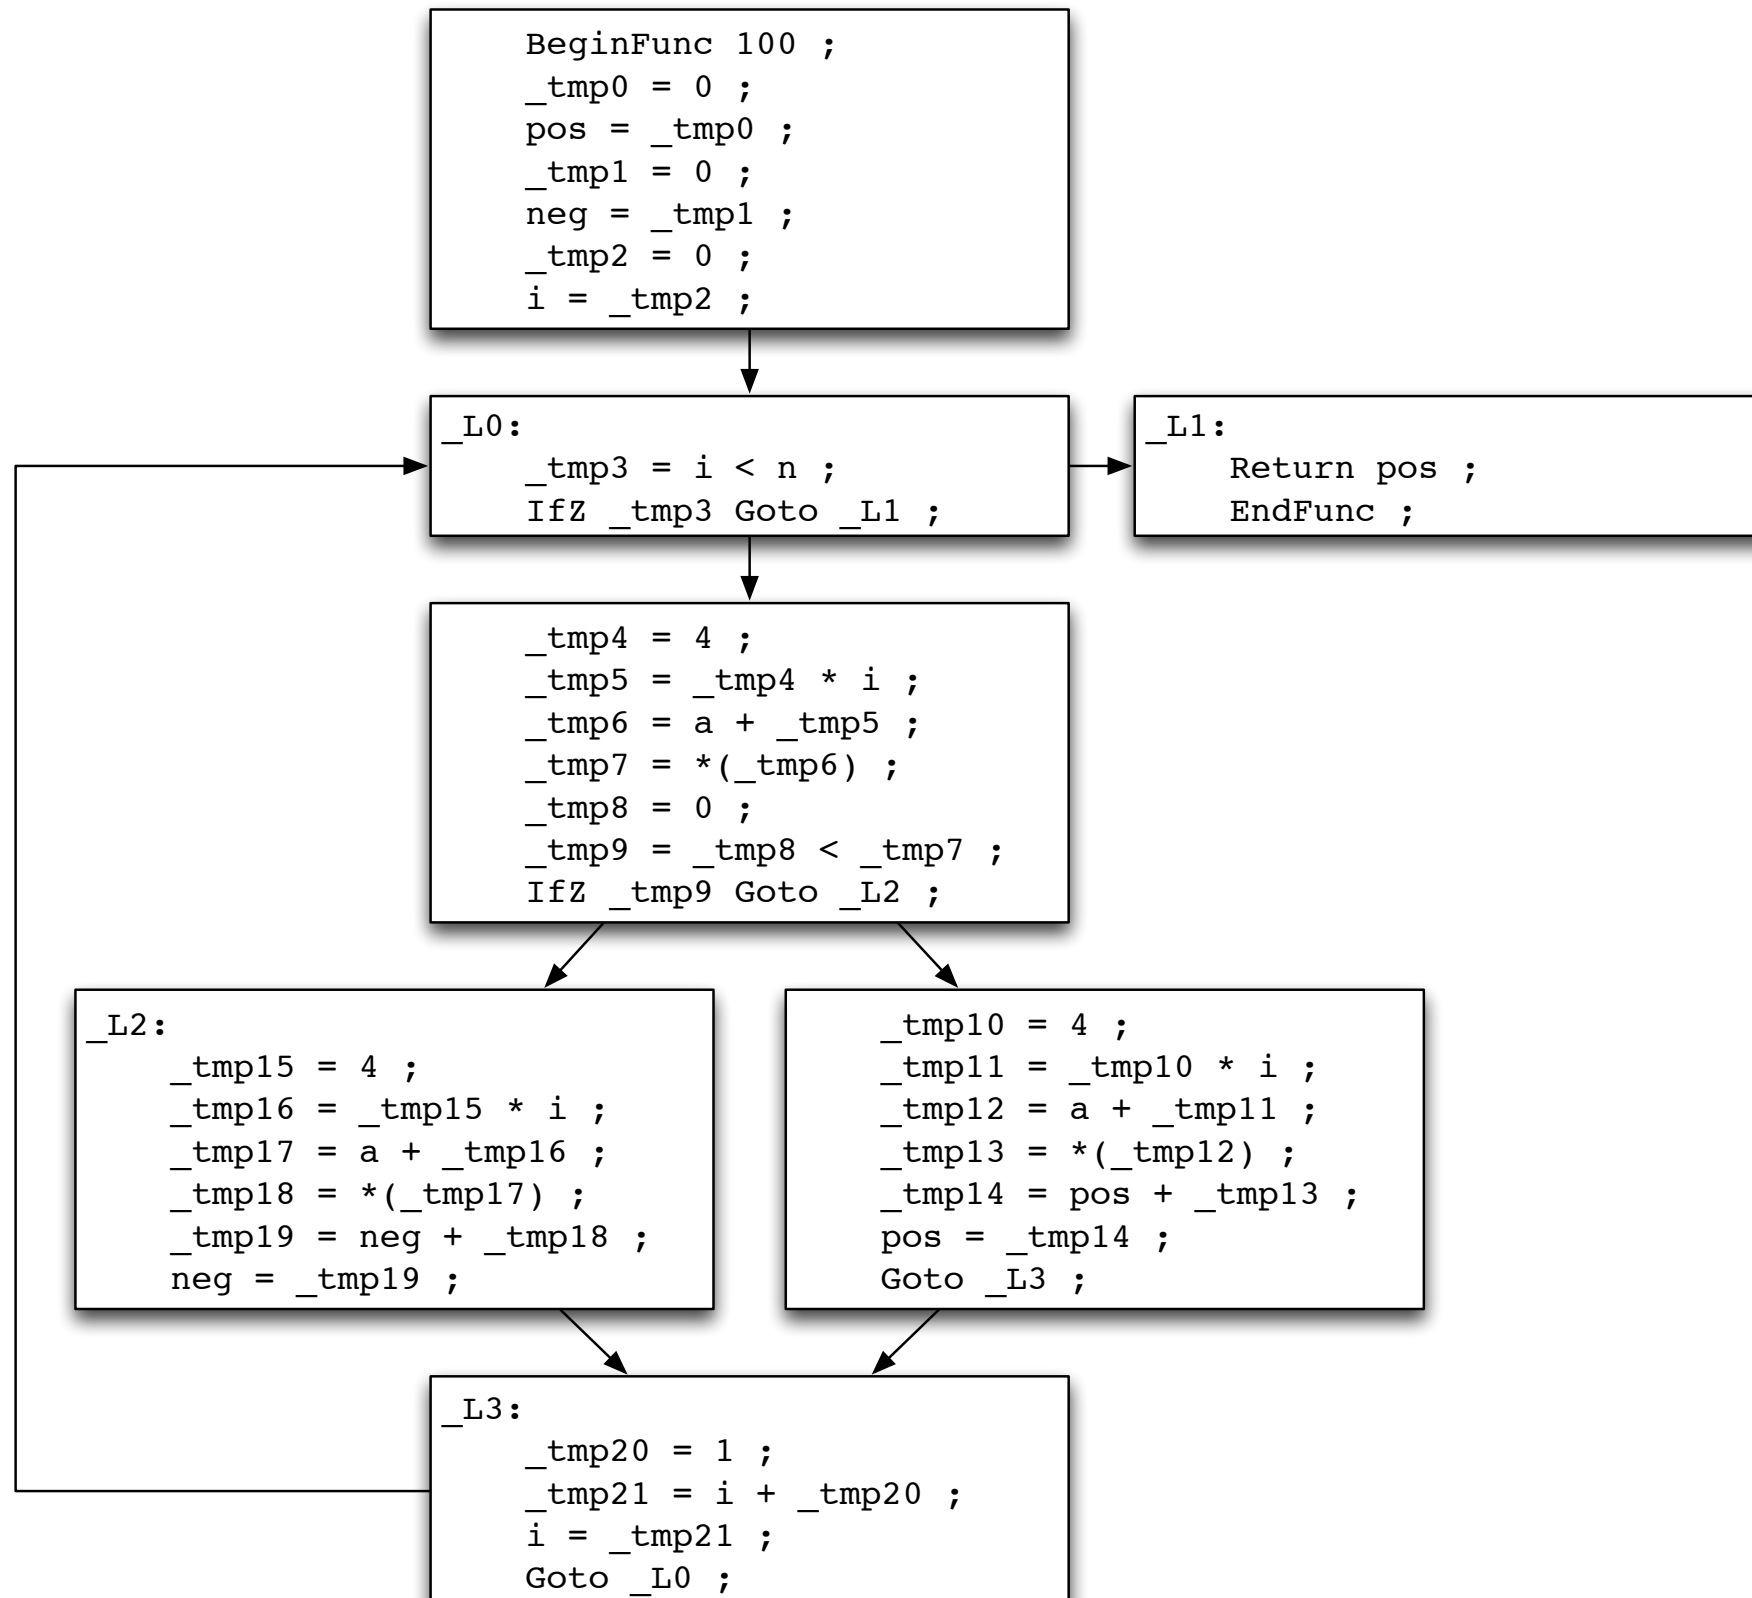 BeginFunc 100 ;
_tmp0 = 0 ;
pos = _tmp0 ;
_tmp1 = 0 ;
neg = _tmp1 ;
_tmp2 = 0 ;
i = _tmp2 ;
_L0:
_tmp3 = i < n ;
IfZ _tmp3 Goto _L1 ;
_L1:
Return pos ;
EndFunc ;
_tmp4 = 4 ;
_tmp5 = _tmp4 * i ;
_tmp6 = a + _tmp5 ;
_tmp7 = *(_tmp6) ;
_tmp8 = 0 ;
_tmp9 = _tmp8 < _tmp7 ;
IfZ _tmp9 Goto _L2 ;
_L2:
_tmp15 = 4 ;
_tmp16 = _tmp15 * i ;
_tmp17 = a + _tmp16 ;
_tmp18 = *(_tmp17) ;
_tmp19 = neg + _tmp18 ;
neg = _tmp19 ;
_tmp10 = 4 ;
_tmp11 = _tmp10 * i ;
_tmp12 = a + _tmp11 ;
_tmp13 = *(_tmp12) ;
_tmp14 = pos + _tmp13 ;
pos = _tmp14 ;
Goto _L3 ;
_L3:
_tmp20 = 1 ;
_tmp21 = i + _tmp20 ;
i = _tmp21 ;
Goto _L0 ;